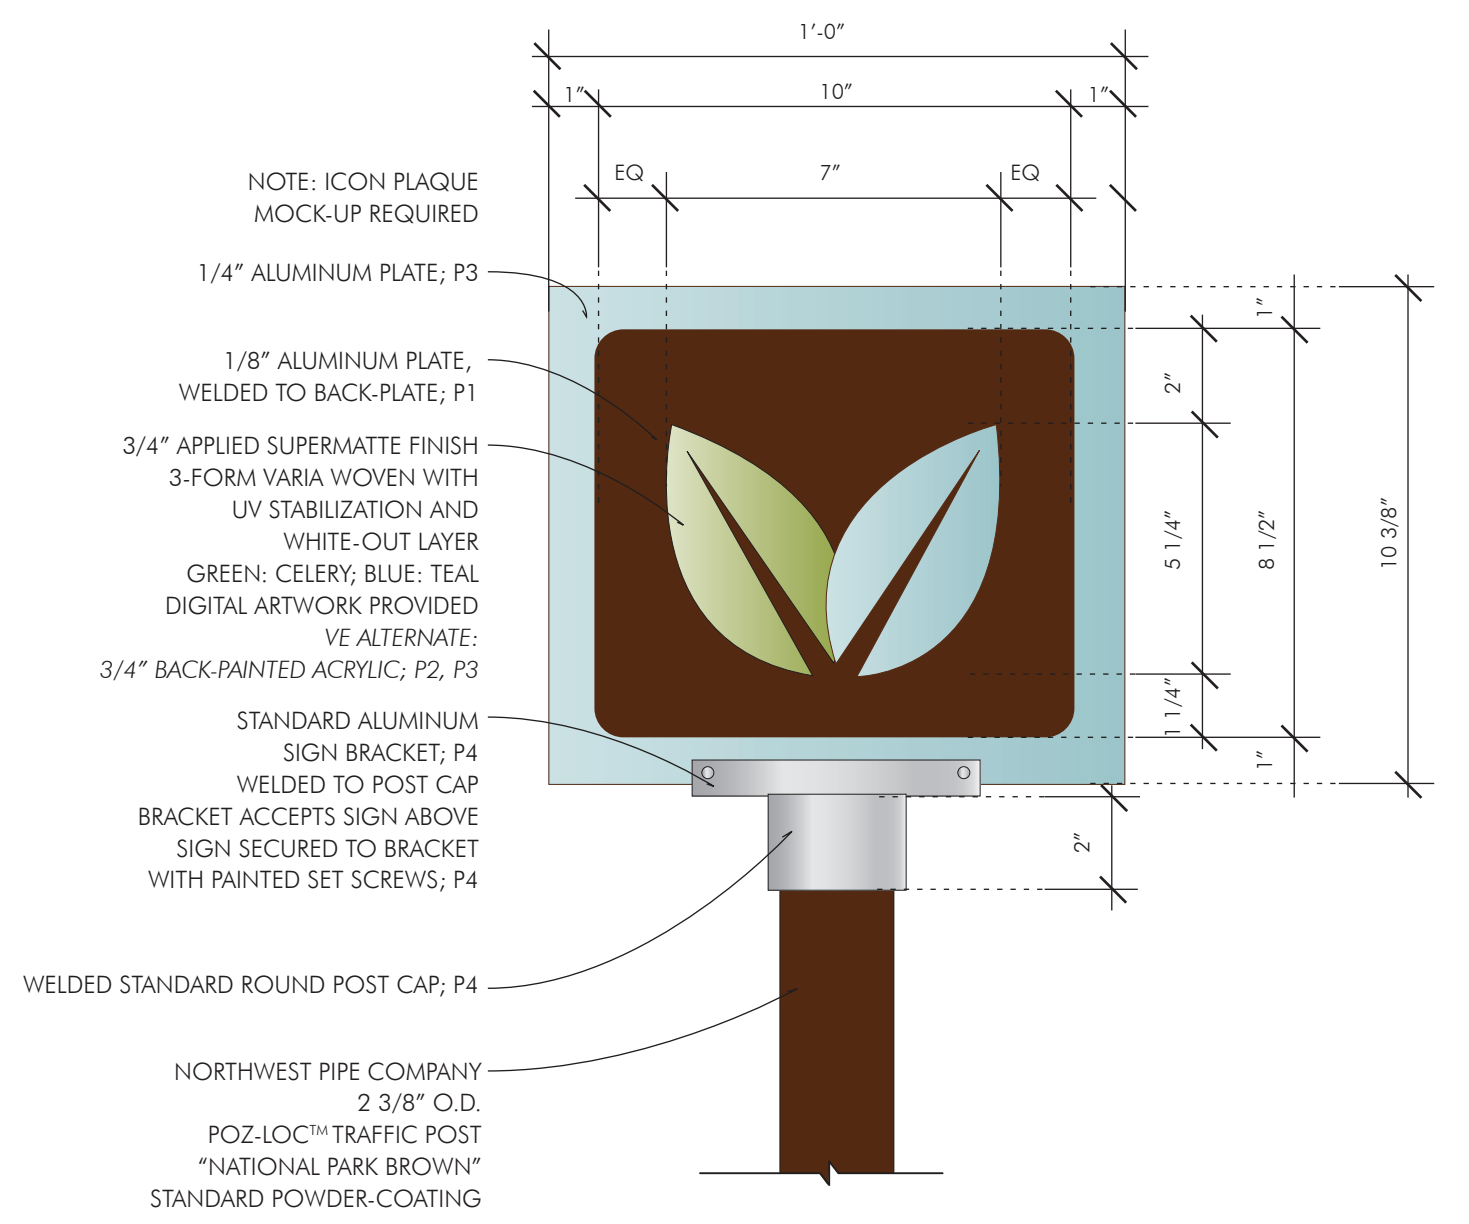 1’-0”
1” 10” 1”
EQ 7” EQ
NOTE: ICON PLAQUE
MOCK-UP REQUIRED
1/4” ALUMINUM PLATE; P3
1/8” ALUMINUM PLATE,
WELDED TO BACK-PLATE; P1
3/4” APPLIED SUPERMATTE FINISH
3-FORM VARIA WOVEN WITH
UV STABILIZATION AND
WHITE-OUT LAYER
GREEN: CELERY; BLUE: TEAL
DIGITAL ARTWORK PROVIDED
VE ALTERNATE:
3/4” BACK-PAINTED ACRYLIC; P2, P3
STANDARD ALUMINUM
SIGN BRACKET; P4
WELDED TO POST CAP
BRACKET ACCEPTS SIGN ABOVE
SIGN SECURED TO BRACKET
WITH PAINTED SET SCREWS; P4
WELDED STANDARD ROUND POST CAP; P4
NORTHWEST PIPE COMPANY
2 3/8” O.D.
POZ-LOC™ TRAFFIC POST
“NATIONAL PARK BROWN”
STANDARD POWDER-COATING
2”
5 1/4”
1 1/4”
1”
8 1/2”
1”
10 3/8”
2”